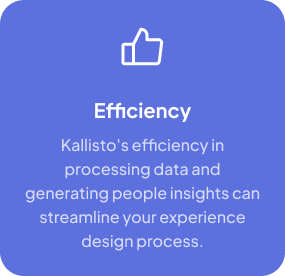 Efficiency
Kallisto's efficiency in
processing data and
generating people insights can
streamline your experience
design process.